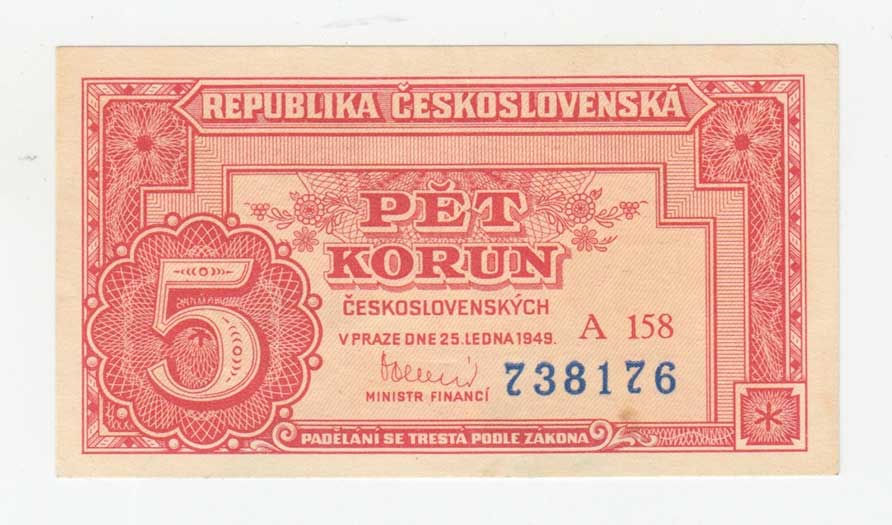 REPUBLIKA ČESKOSLOVENSKÁ
PĚT
KORUN
5
ČESKOSLOVENSKÝCH
V PRAZE DNE 25. LEDNA 1949.
A 158
738176
MINISTR FINANCÍ
PADĚLÁNÍ SE TRESTÁ PODLE ZÁKONA